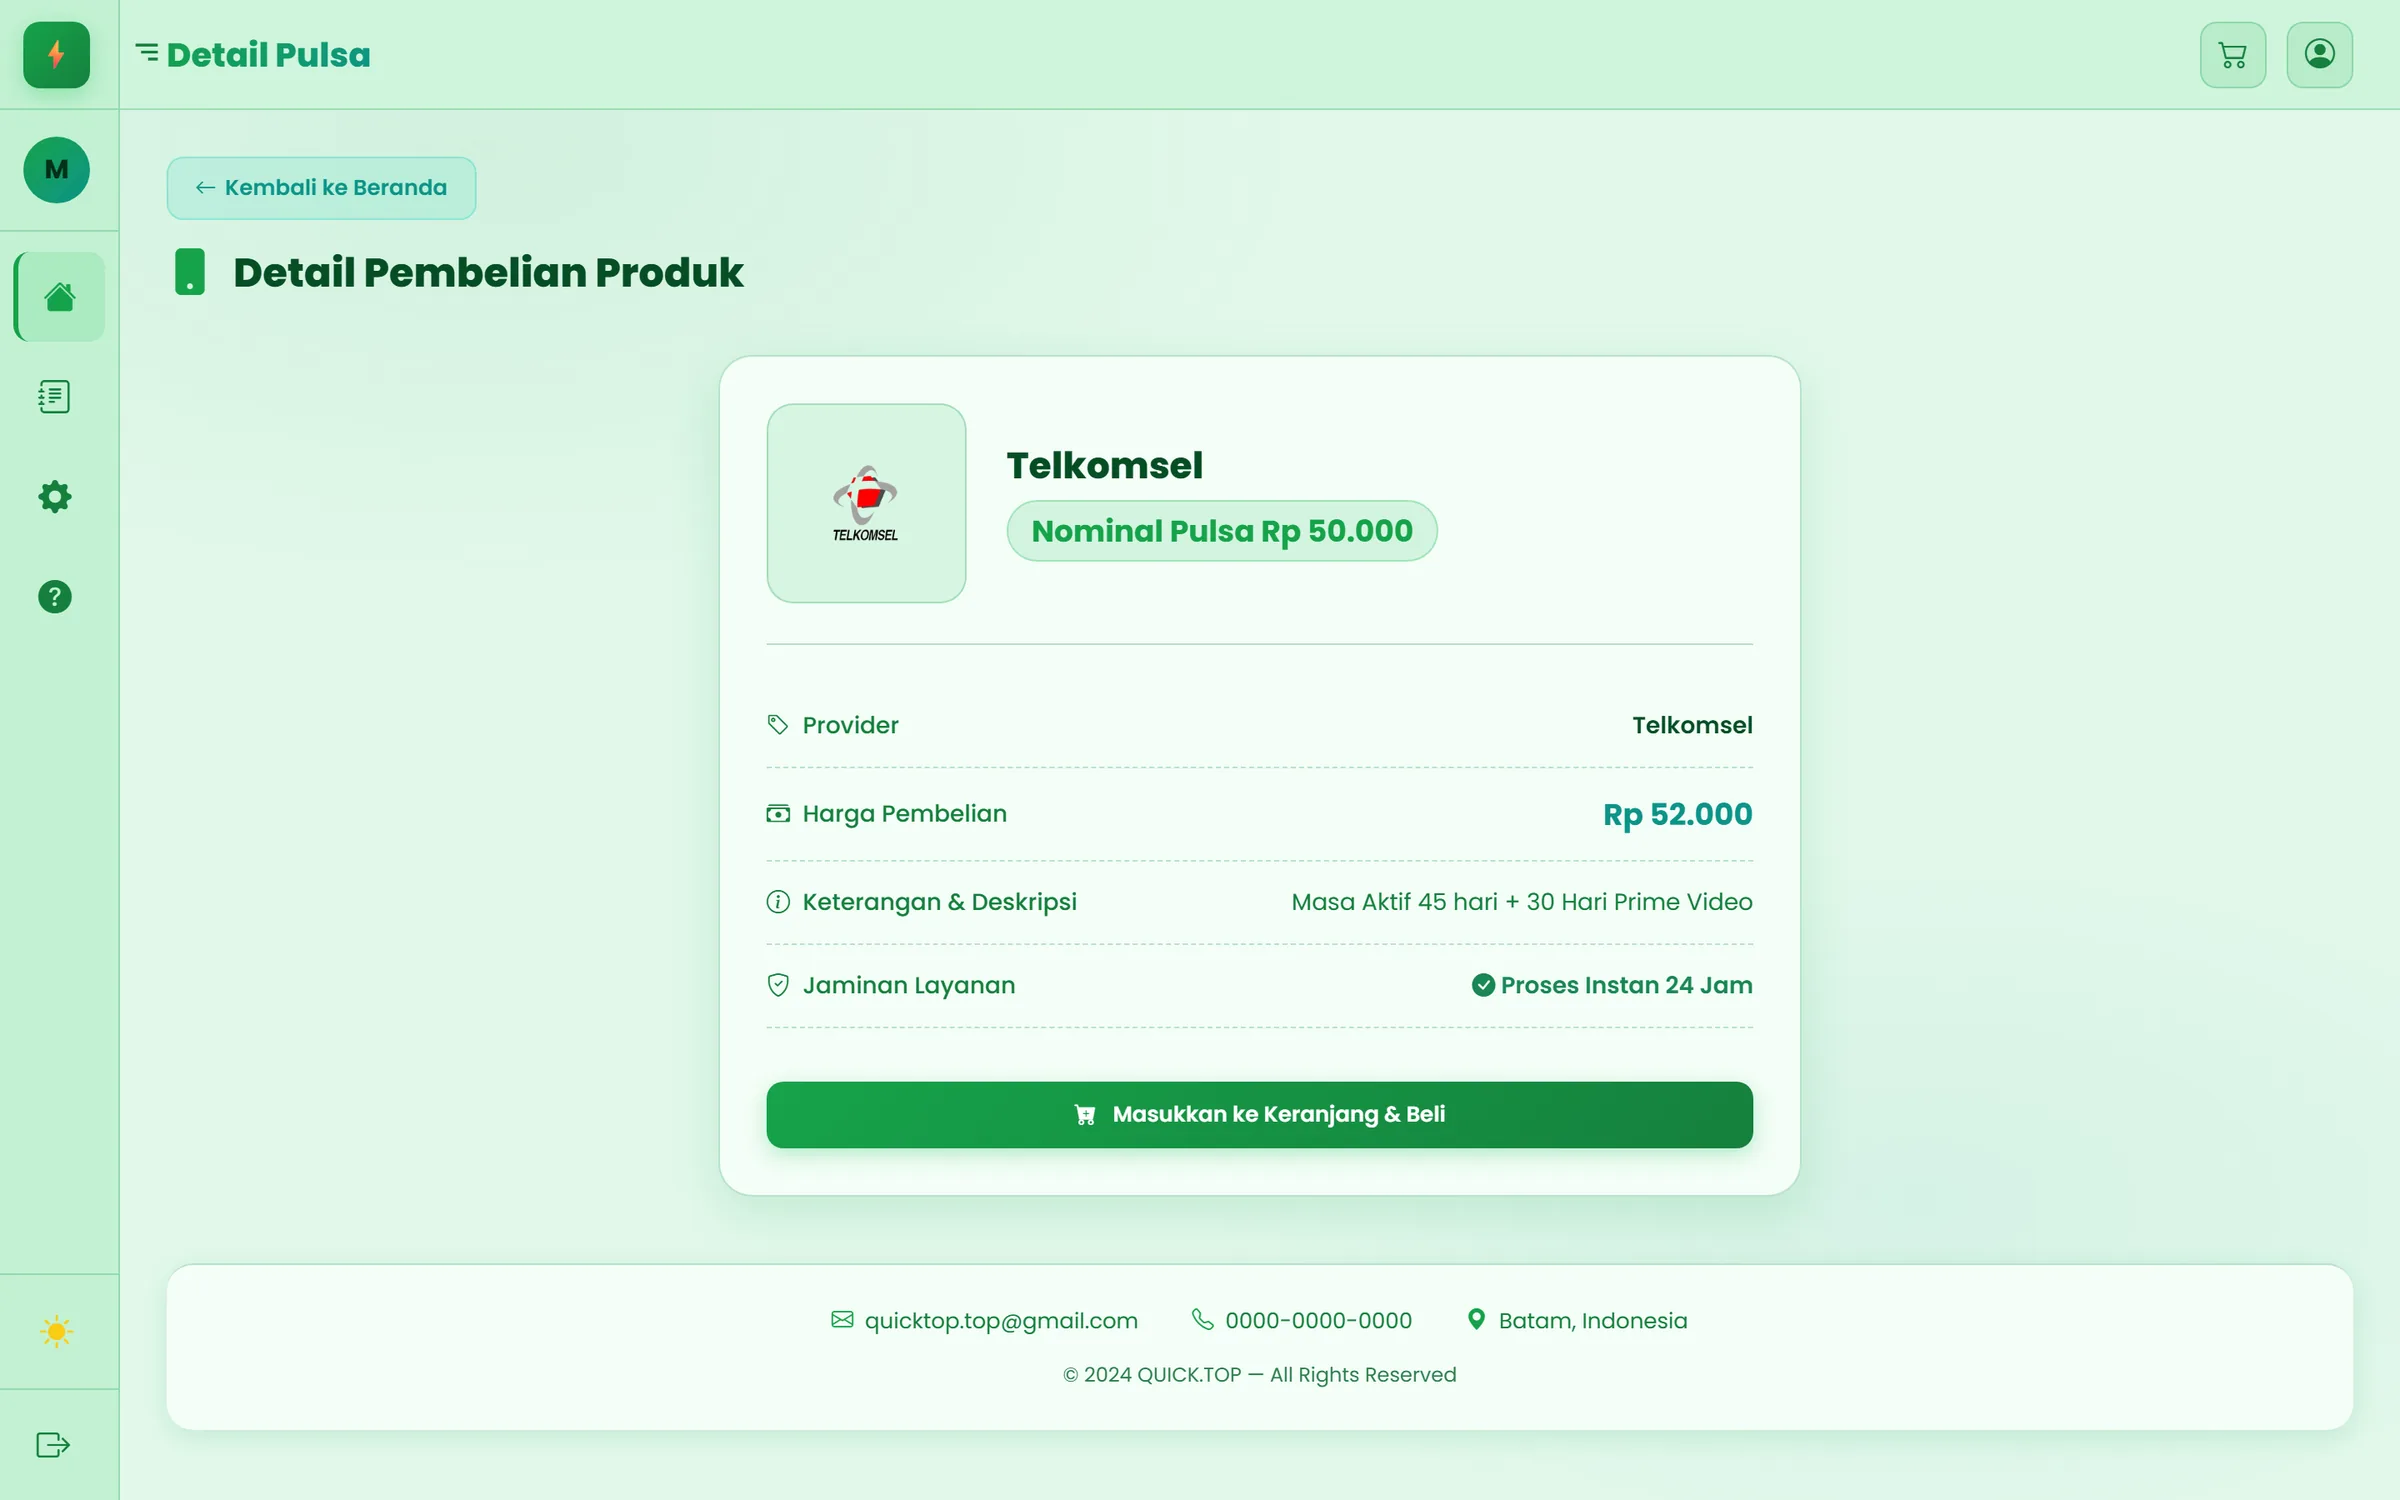 Detail Pulsa
M
← Kembali ke Beranda
Detail Pembelian Produk
TELKOMSEL
Telkomsel
Nominal Pulsa Rp 50.000
Provider
Telkomsel
Harga Pembelian
Rp 52.000
Keterangan & Deskripsi
Masa Aktif 45 hari + 30 Hari Prime Video
Jaminan Layanan
Proses Instan 24 Jam
Masukkan ke Keranjang & Beli
quicktop.top@gmail.com 0000-0000-0000 Batam, Indonesia
© 2024 QUICK.TOP — All Rights Reserved